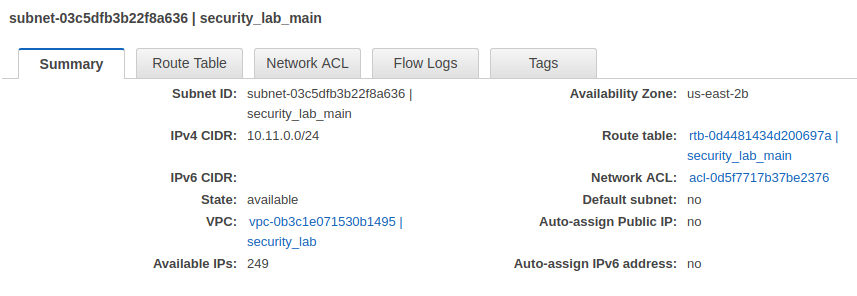 subnet-03c5dfb3b22f8a636 | security_lab_main
Summary Route Table Network ACL Flow Logs Tags
Subnet ID: subnet-03c5dfb3b22f8a636 | Availability Zone: us-east-2b
security_lab_main
IPv4 CIDR: 10.11.0.0/24 Route table: rtb-0d4481434d200697a |
security_lab_main
IPv6 CIDR: Network ACL: acl-0d5f7717b37be2376
State: available Default subnet: no
VPC: vpc-0b3c1e071530b1495 | Auto-assign Public IP: no
security_lab
Available IPs: 249 Auto-assign IPv6 address: no